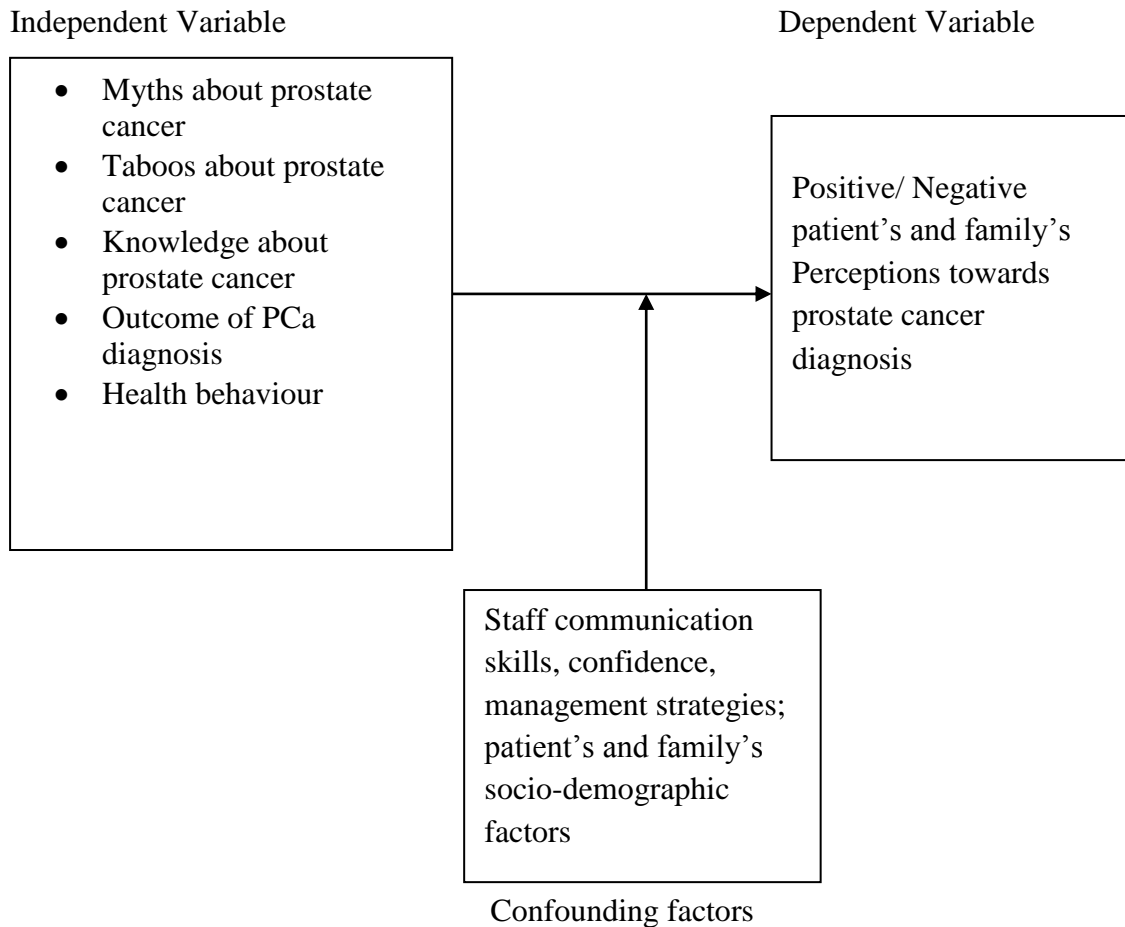 Independent Variable
Dependent Variable
• Myths about prostate
cancer
• Taboos about prostate
cancer
• Knowledge about
prostate cancer
• Outcome of PCa
diagnosis
• Health behaviour
Positive/ Negative
patient’s and family’s
Perceptions towards
prostate cancer
diagnosis
Staff communication
skills, confidence,
management strategies;
patient’s and family’s
socio-demographic
factors
Confounding factors